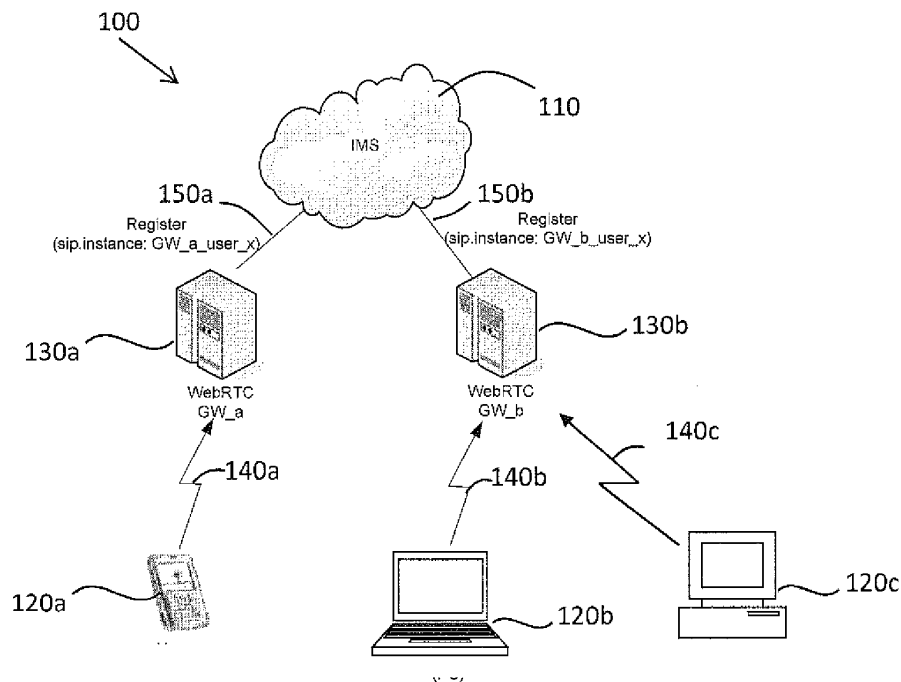 100
110
IMS
150a
150b
Register
(sip.instance: GW_a_user_x)
Register
(sip.instance: GW_b_user_x)
130a
130b
WebRTC
GW_a
WebRTC
GW_b
140a
140b
140c
120a
120b
120c